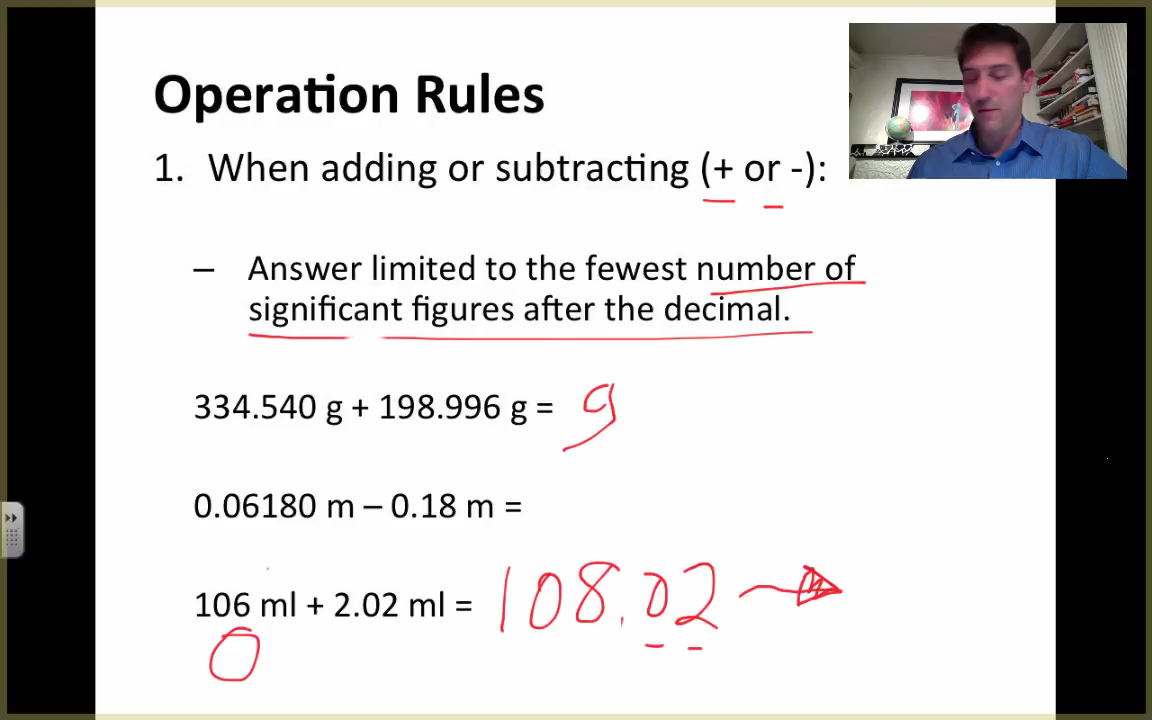 Operation Rules
1. When adding or subtracting (+ or -):
– Answer limited to the fewest number of
significant figures after the decimal.
334.540 g + 198.996 g = g
0.06180 m – 0.18 m =
106 ml + 2.02 ml = 108.02
0